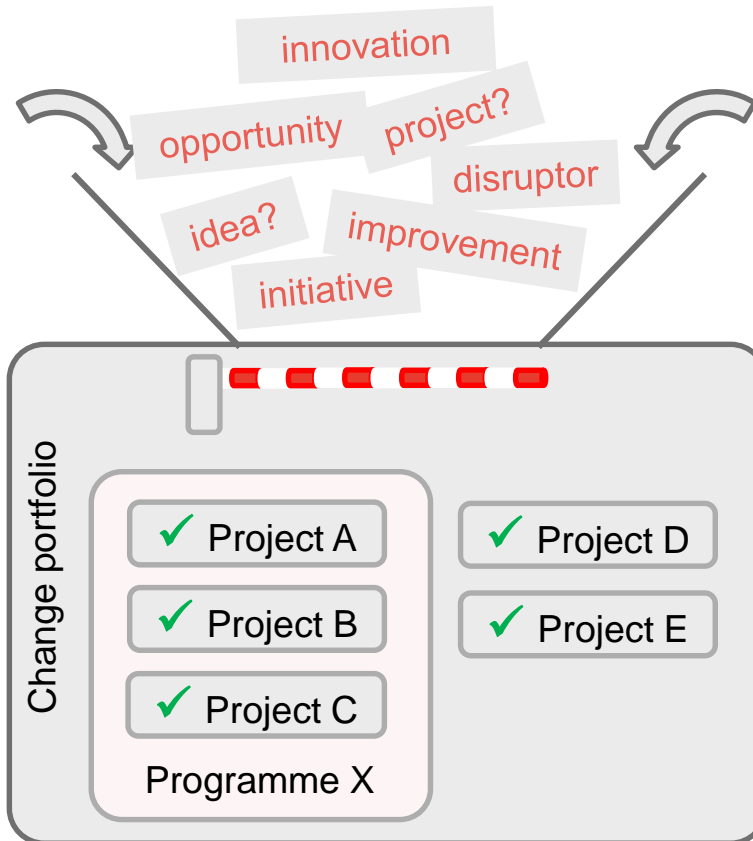 innovation
opportunity
project?
disruptor
idea?
improvement
initiative
Change portfolio
Project A
Project B
Project C
Programme X
Project D
Project E